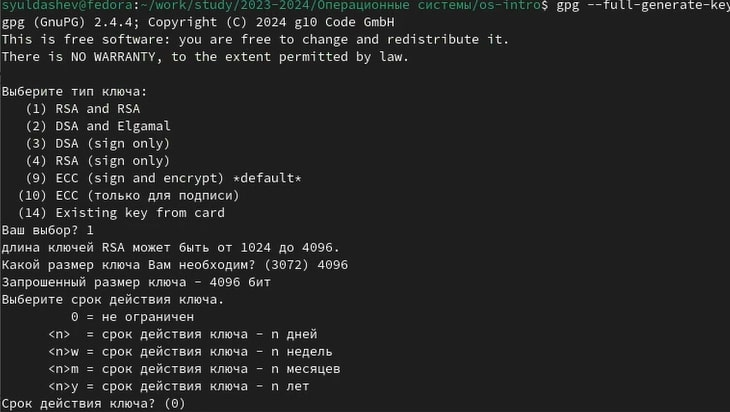 syuldashev@fedora:~/work/study/2023-2024/Операционные системы/os-intro$ gpg --full-generate-key
gpg (GnuPG) 2.4.4; Copyright (C) 2024 g10 Code GmbH
This is free software: you are free to change and redistribute it.
There is NO WARRANTY, to the extent permitted by law.
Выберите тип ключа:
(1) RSA and RSA
(2) DSA and Elgamal
(3) DSA (sign only)
(4) RSA (sign only)
(9) ECC (sign and encrypt) *default*
(10) ECC (только для подписи)
(14) Existing key from card
Ваш выбор? 1
длина ключей RSA может быть от 1024 до 4096.
Какой размер ключа Вам необходим? (3072) 4096
Запрошенный размер ключа - 4096 бит
Выберите срок действия ключа.
0 = не ограничен
<n> = срок действия ключа - n дней
<n>w = срок действия ключа - n недель
<n>m = срок действия ключа - n месяцев
<n>y = срок действия ключа - n лет
Срок действия ключа? (0)